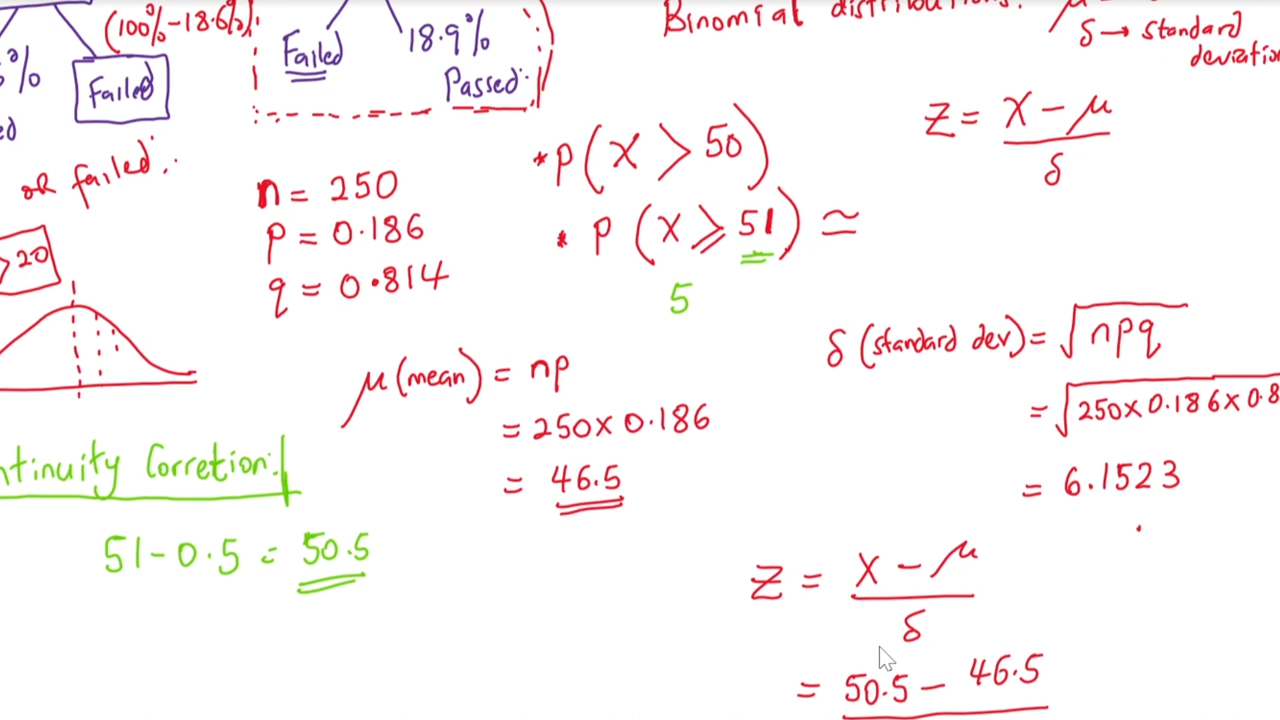 (100%-18.6%).
%
Failed
Failed
18.9%
Passed.
Binomial distributions.
δ → standard
deviation
or failed.
> 20
n = 250
p = 0.186
q = 0.814
* P(X > 50)
* P(X ≥ 51) ≃
5
Z = X - μ
δ
μ (mean) = np
= 250 x 0.186
= 46.5
δ (standard dev) = √npq
= √250 x 0.186 x 0.8
= 6.1523
ntinuity Corretion:
51 - 0.5 = 50.5
Z = X - μ
δ
= 50.5 - 46.5